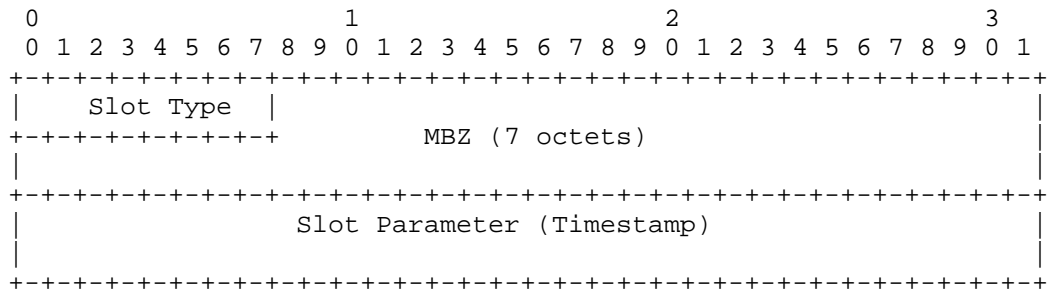 0                   1                   2                   3
 0 1 2 3 4 5 6 7 8 9 0 1 2 3 4 5 6 7 8 9 0 1 2 3 4 5 6 7 8 9 0 1
+-+-+-+-+-+-+-+-+-+-+-+-+-+-+-+-+-+-+-+-+-+-+-+-+-+-+-+-+-+-+-+-+
|    Slot Type  |                                               |
+-+-+-+-+-+-+-+-+         MBZ (7 octets)                        |
|                                                               |
+-+-+-+-+-+-+-+-+-+-+-+-+-+-+-+-+-+-+-+-+-+-+-+-+-+-+-+-+-+-+-+-+
|                 Slot Parameter (Timestamp)                    |
|                                                               |
+-+-+-+-+-+-+-+-+-+-+-+-+-+-+-+-+-+-+-+-+-+-+-+-+-+-+-+-+-+-+-+-+